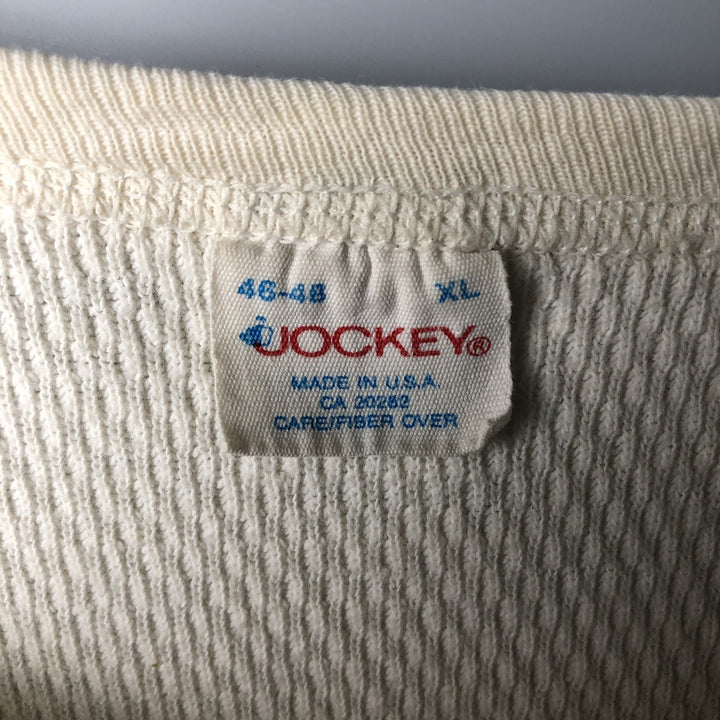 46-48 XL
JOCKEY®
MADE IN U.S.A.
CA 20262
CARE/FIBER OVER